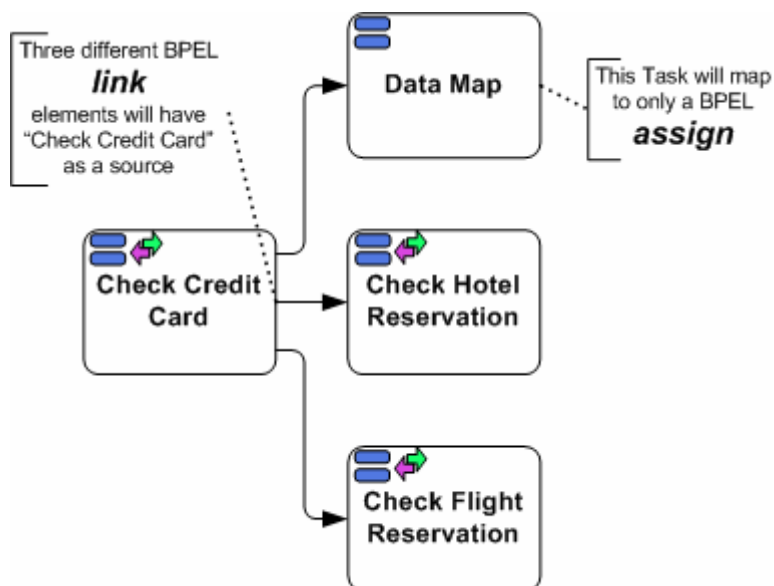 Three different BPEL
link
elements will have
“Check Credit Card”
as a source
Data Map
This Task will map
to only a BPEL
assign
Check Credit
Card
Check Hotel
Reservation
Check Flight
Reservation